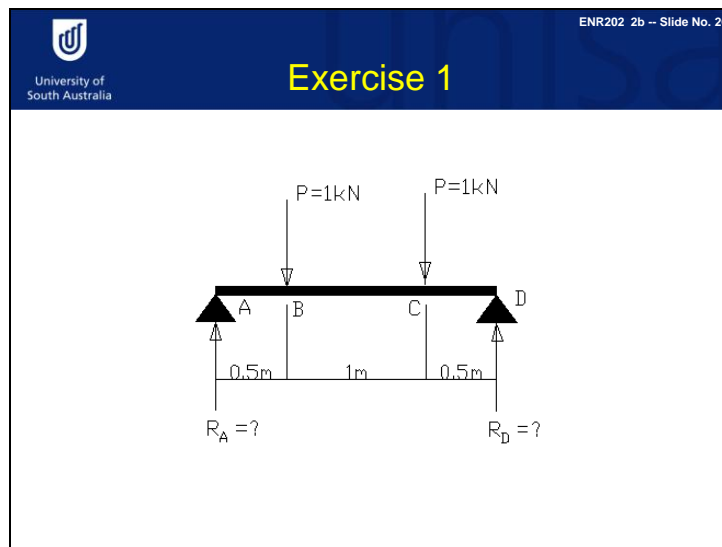 ENR202 2b -- Slide No. 2
University of
South Australia
Exercise 1
P=1kN
P=1kN
A
B
C
D
0.5m
1m
0.5m
R_A =?
R_D =?